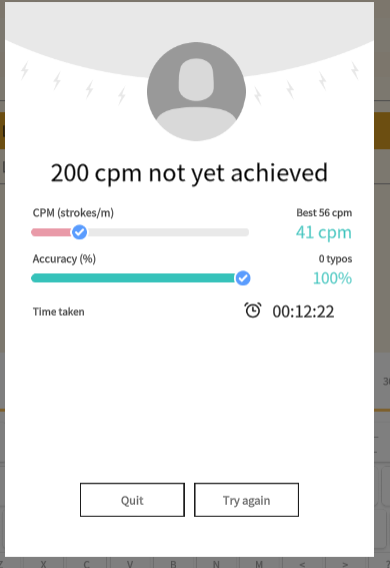 200 cpm not yet achieved
CPM (strokes/m) Best 56 cpm
41 cpm
Accuracy (%) 0 typos
100%
Time taken 00:12:22
Quit Try again
X C V B N M < >